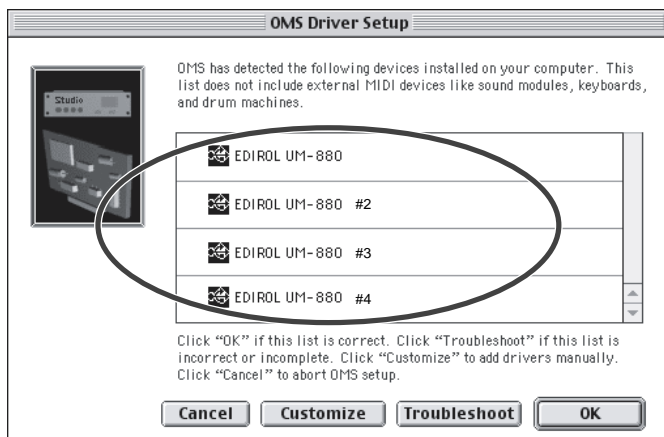 OMS Driver Setup
OMS has detected the following devices installed on your computer. This
list does not include external MIDI devices like sound modules, keyboards,
and drum machines.
Studio
EDIROL UM-880
EDIROL UM-880 #2
EDIROL UM-880 #3
EDIROL UM-880 #4
Click “OK” if this list is correct. Click “Troubleshoot” if this list is
incorrect or incomplete. Click “Customize” to add drivers manually.
Click “Cancel” to abort OMS setup.
Cancel Customize Troubleshoot OK